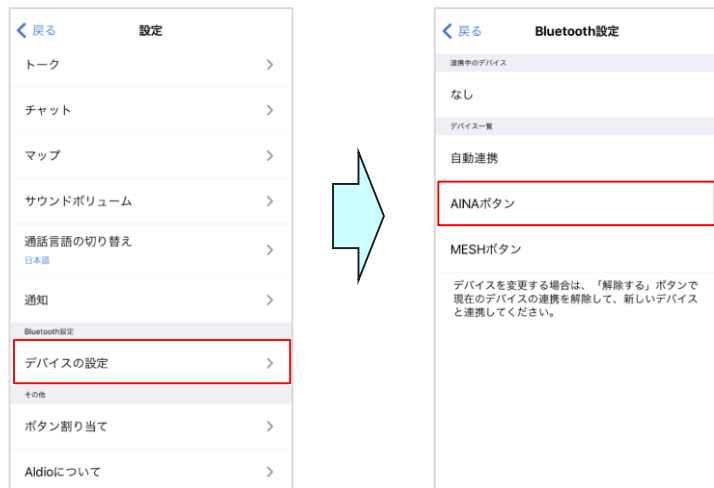 戻る
設定
トーク
チャット
マップ
サウンドボリューム
通話言語の切り替え
日本語
通知
Bluetooth設定
デバイスの設定
その他
ボタン割り当て
Aldioについて
戻る
Bluetooth設定
連携中のデバイス
なし
デバイス一覧
自動連携
AINAボタン
MESHボタン
デバイスを変更する場合は、「解除する」ボタンで
現在のデバイスの連携を解除して、新しいデバイス
と連携してください。